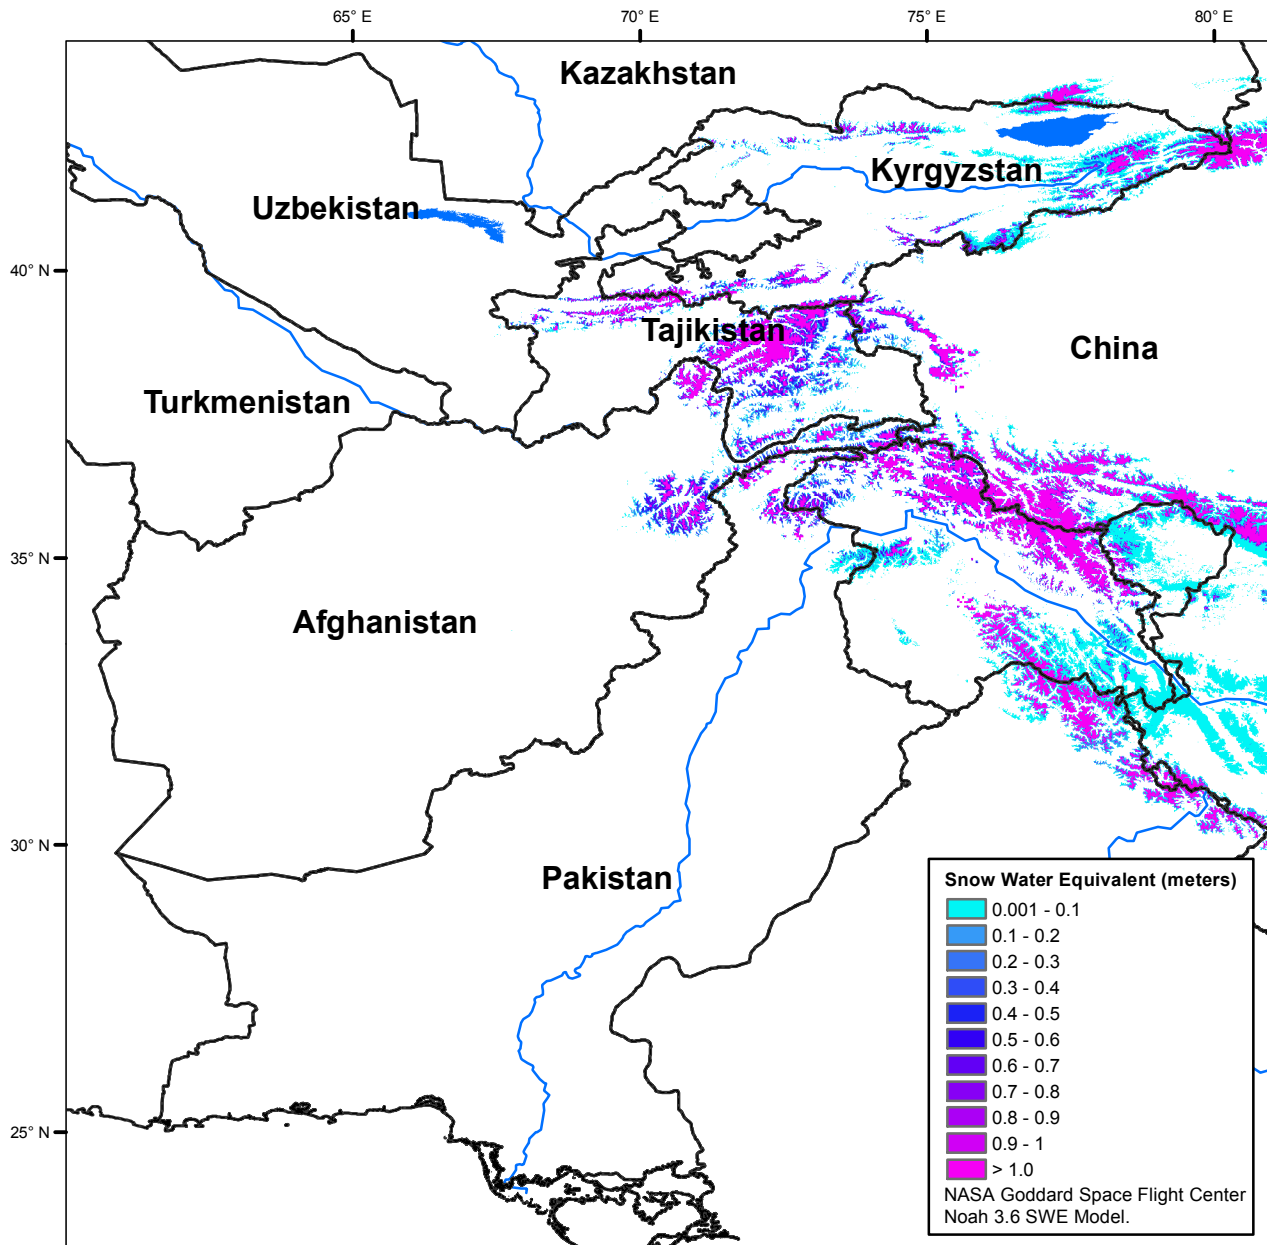 65° E
70° E
75° E
80° E
Kazakhstan
Kyrgyzstan
Uzbekistan
40° N
Tajikistan
China
Turkmenistan
35° N
Afghanistan
30° N
Pakistan
25° N
Snow Water Equivalent (meters)
0.001 - 0.1
0.1 - 0.2
0.2 - 0.3
0.3 - 0.4
0.4 - 0.5
0.5 - 0.6
0.6 - 0.7
0.7 - 0.8
0.8 - 0.9
0.9 - 1
> 1.0
NASA Goddard Space Flight Center
Noah 3.6 SWE Model.